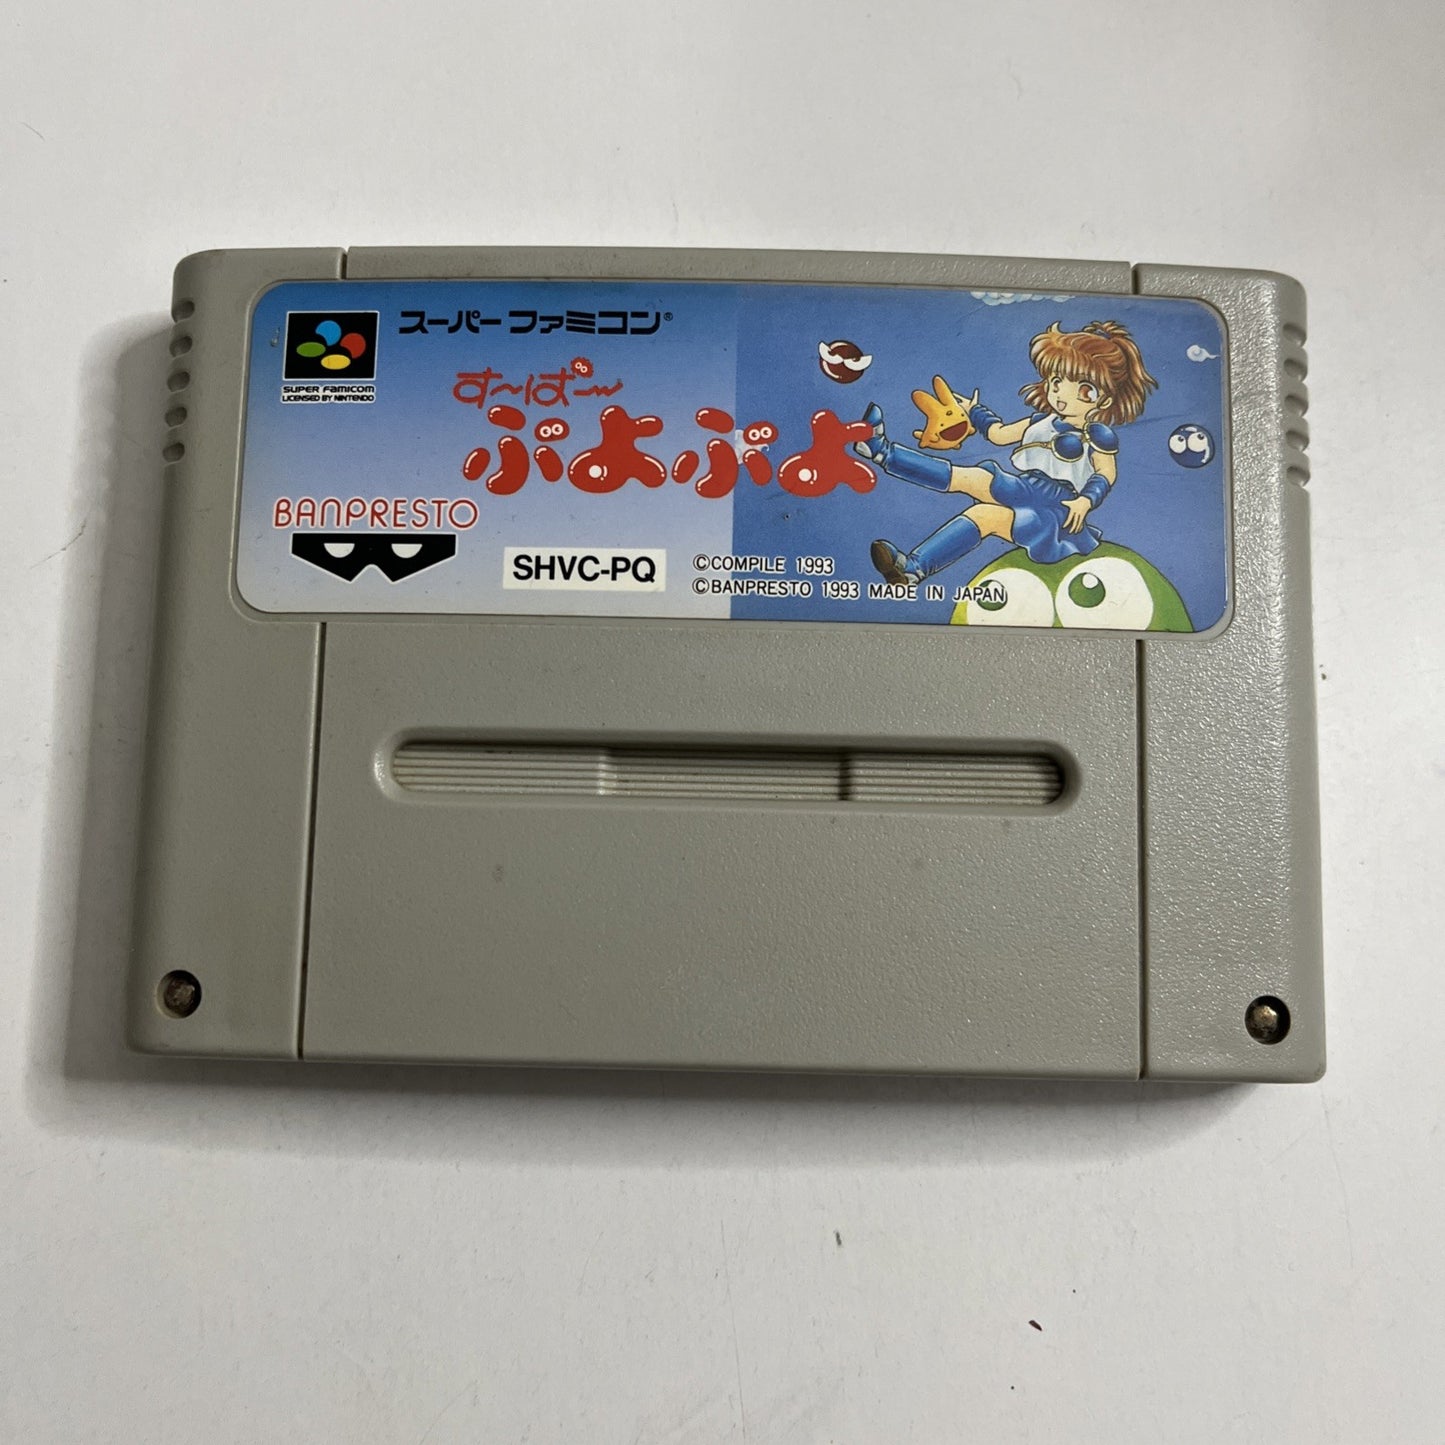 スーパーファミコン®
SUPER FAMICOM
LICENSED BY NINTENDO
す〜ぱ〜
ぷよぷよ
BANPRESTO
SHVC-PQ
©COMPILE 1993
©BANPRESTO 1993 MADE IN JAPAN